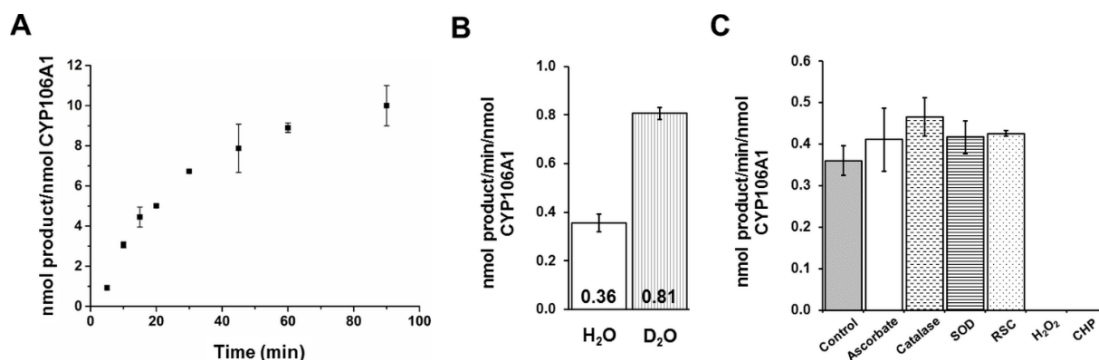 A
nmol product/nmol CYP106A1
12
10
8
6
4
2
0
0 20 40 60 80 100
Time (min)
B
nmol product/min/nmol
CYP106A1
1.0
0.8
0.6
0.4
0.2
0.0
0.36 0.81
H₂O D₂O
C
nmol product/min/nmol
CYP106A1
0.6
0.5
0.4
0.3
0.2
0.1
0.0
Control Ascorbate Catalase SOD RSC H₂O₂ CHP